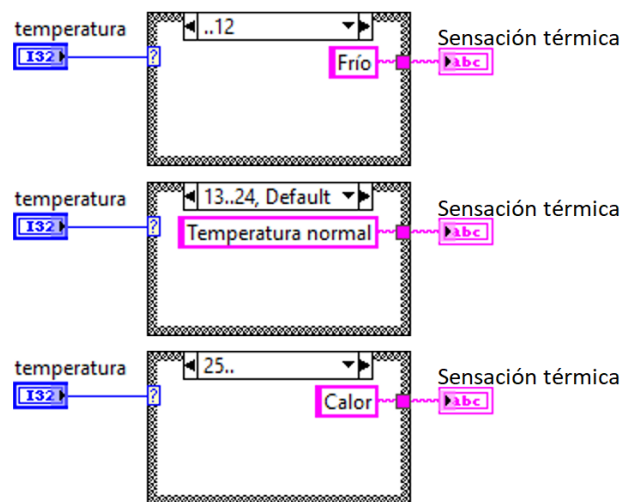 temperatura
..12
Sensación térmica
I32
?
Frío
abc
temperatura
13..24, Default
Sensación térmica
I32
?
Temperatura normal
abc
temperatura
25..
Sensación térmica
I32
?
Calor
abc